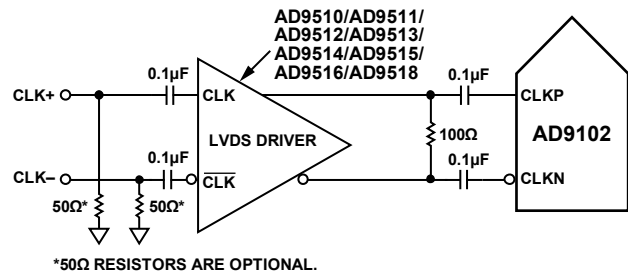 AD9510/AD9511/
AD9512/AD9513/
AD9514/AD9515/
AD9516/AD9518
0.1µF
0.1µF
CLK+
CLK
CLKP
LVDS DRIVER
100Ω
AD9102
0.1µF
0.1µF
CLK–
CLK
CLKN
50Ω*
50Ω*
*50Ω RESISTORS ARE OPTIONAL.